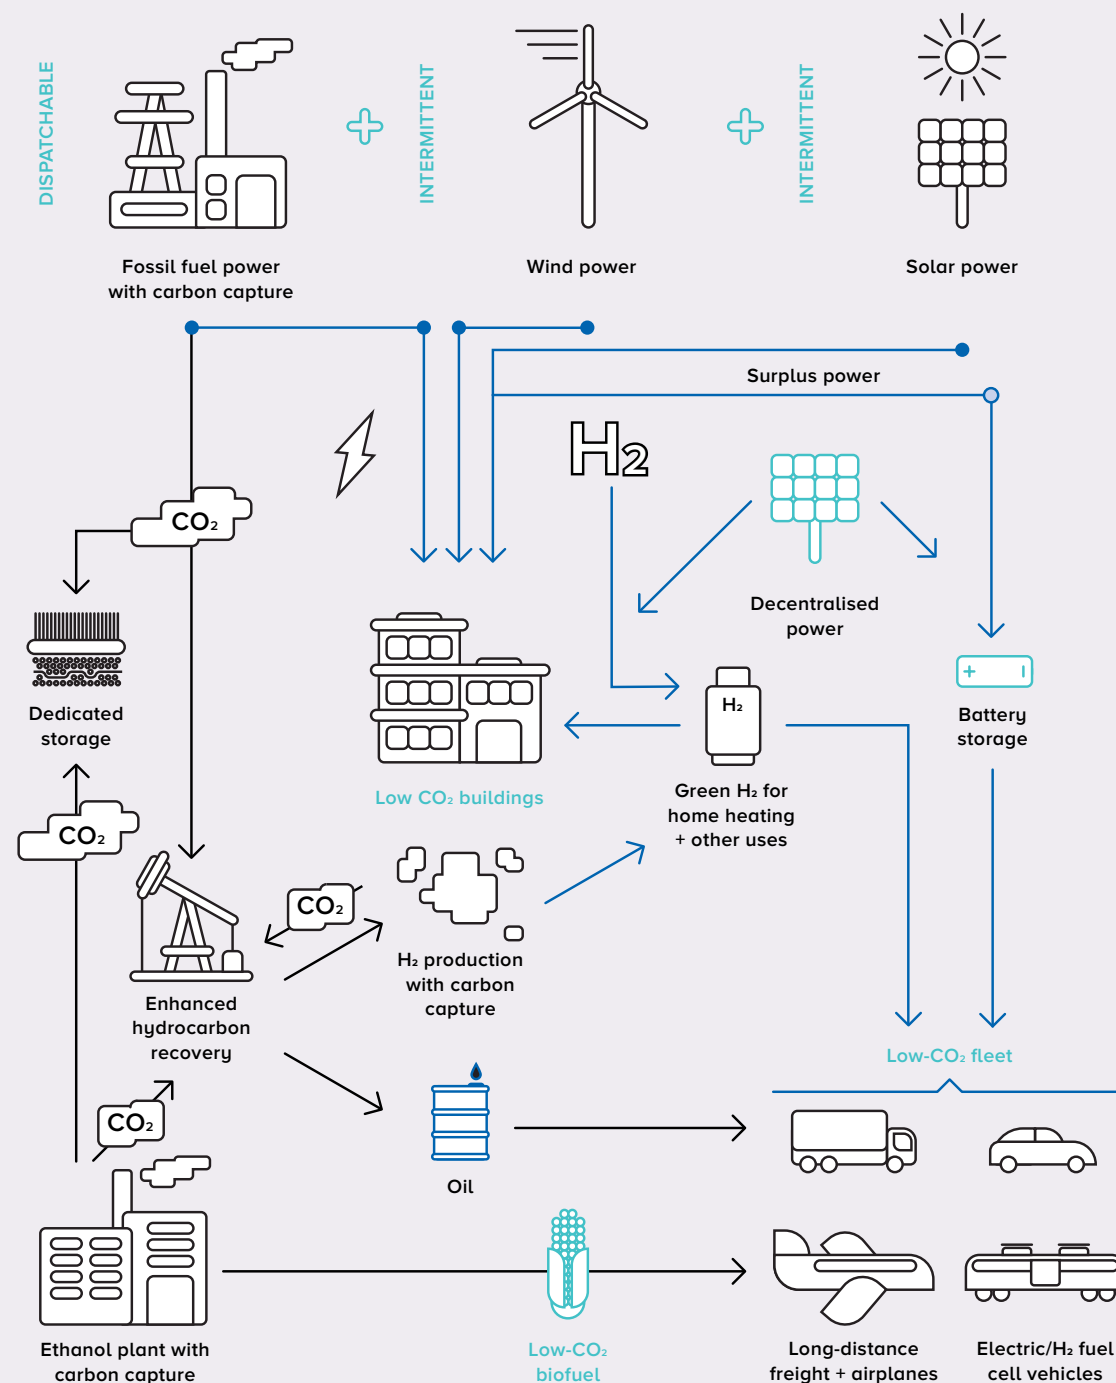 DISPATCHABLE
INTERMITTENT
INTERMITTENT
Fossil fuel power
with carbon capture
Wind power
Solar power
Surplus power
H₂
CO₂
Decentralised
power
Dedicated
storage
H₂
Battery
storage
Low CO₂ buildings
Green H₂ for
home heating
+ other uses
CO₂
CO₂
H₂ production
with carbon
capture
Enhanced
hydrocarbon
recovery
Low-CO₂ fleet
CO₂
Oil
Ethanol plant with
carbon capture
Low-CO₂
biofuel
Long-distance
freight + airplanes
Electric/H₂ fuel
cell vehicles